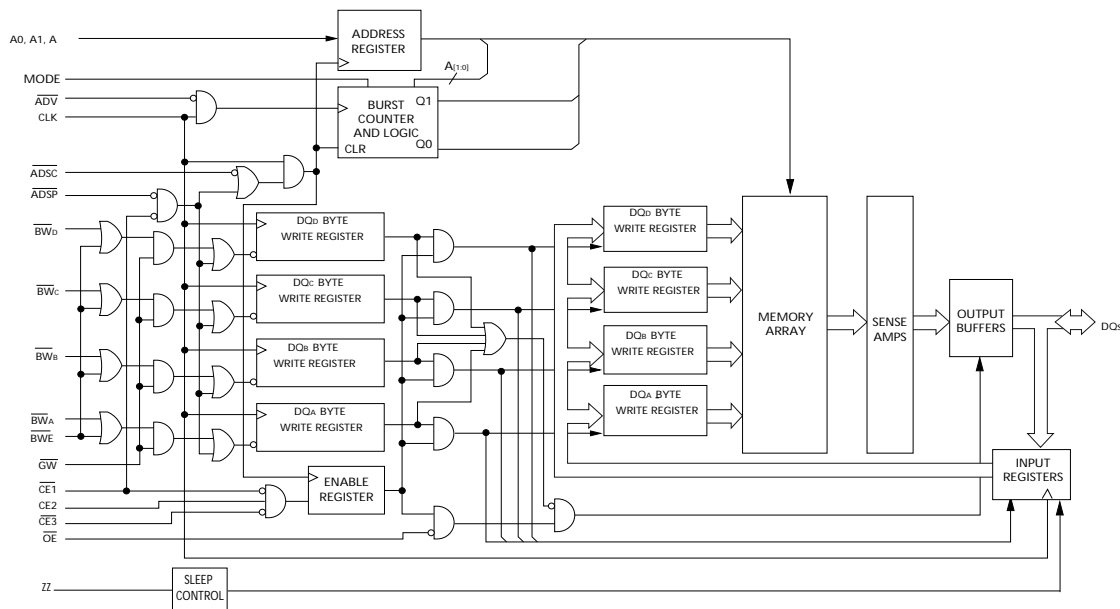 A0, A1, A
ADDRESS
REGISTER
A[1:0]
MODE
ADV
CLK
BURST
COUNTER
AND LOGIC
CLR
Q1
Q0
ADSC
ADSP
BWD
DQD BYTE
WRITE REGISTER
DQD BYTE
WRITE REGISTER
BWC
DQC BYTE
WRITE REGISTER
DQC BYTE
WRITE REGISTER
BWB
DQB BYTE
WRITE REGISTER
DQB BYTE
WRITE REGISTER
BWA
BWE
DQA BYTE
WRITE REGISTER
DQA BYTE
WRITE REGISTER
MEMORY
ARRAY
SENSE
AMPS
OUTPUT
BUFFERS
DQs
INPUT
REGISTERS
GW
CE1
CE2
CE3
OE
ENABLE
REGISTER
ZZ
SLEEP
CONTROL